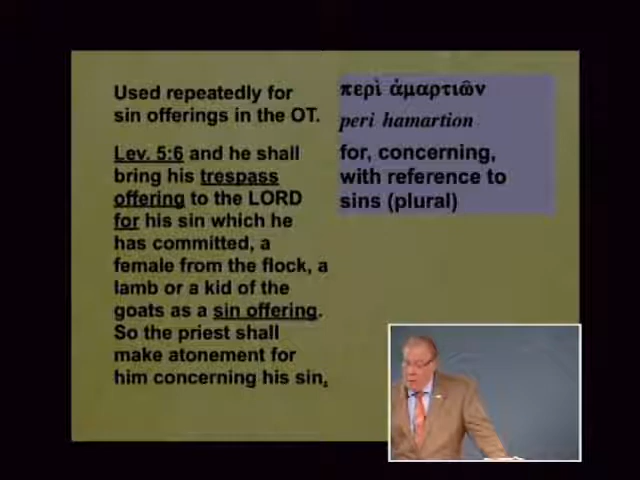 Used repeatedly for
sin offerings in the OT.
Lev. 5:6 and he shall
bring his trespass
offering to the LORD
for his sin which he
has committed, a
female from the flock, a
lamb or a kid of the
goats as a sin offering.
So the priest shall
make atonement for
him concerning his sin.
περὶ ἁμαρτιῶν
peri hamartion
for, concerning,
with reference to
sins (plural)